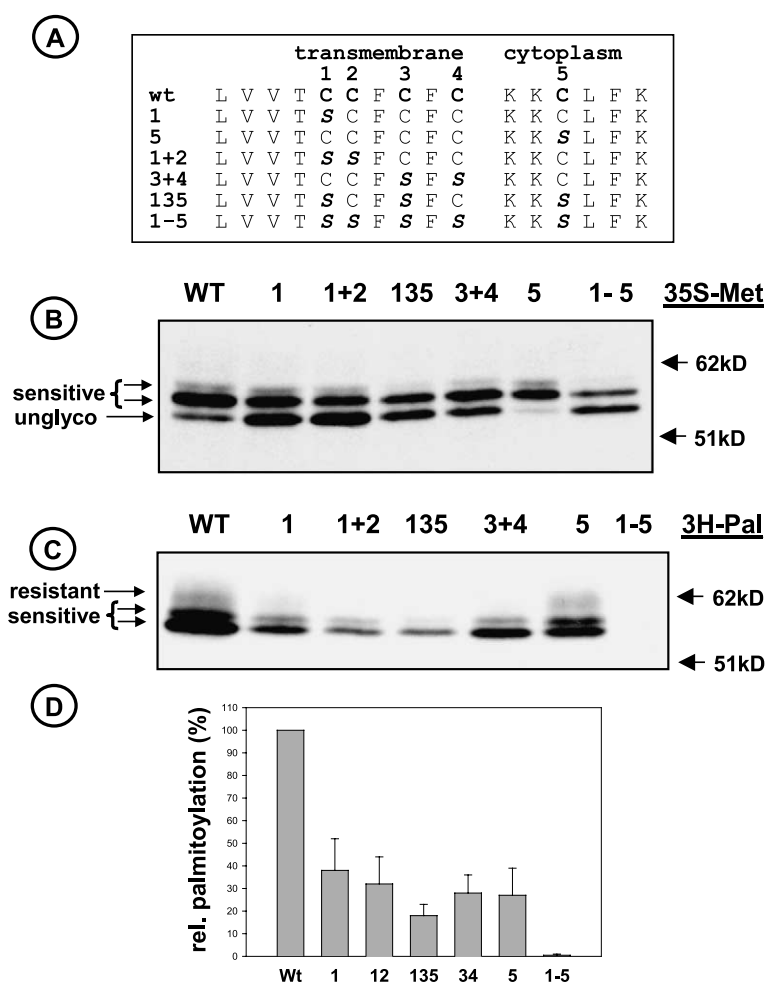 A
transmembrane cytoplasm
1 2 3 4 5
wt L V V T C C F C F C K K C L F K
1 L V V T S C F C F C K K C L F K
5 L V V T C C F C F C K K S L F K
1+2 L V V T S S F C F C K K C L F K
3+4 L V V T C C F S F S K K C L F K
135 L V V T S C F S F C K K S L F K
1-5 L V V T S S F S F S K K S L F K
B
WT 1 1+2 135 3+4 5 1- 5 35S-Met
62kD
sensitive
unglyco
51kD
C
WT 1 1+2 135 3+4 5 1-5 3H-Pal
resistant
62kD
sensitive
51kD
D
rel. palmitoylation (%)
110
100
90
80
70
60
50
40
30
20
10
0
Wt 1 12 135 34 5 1-5